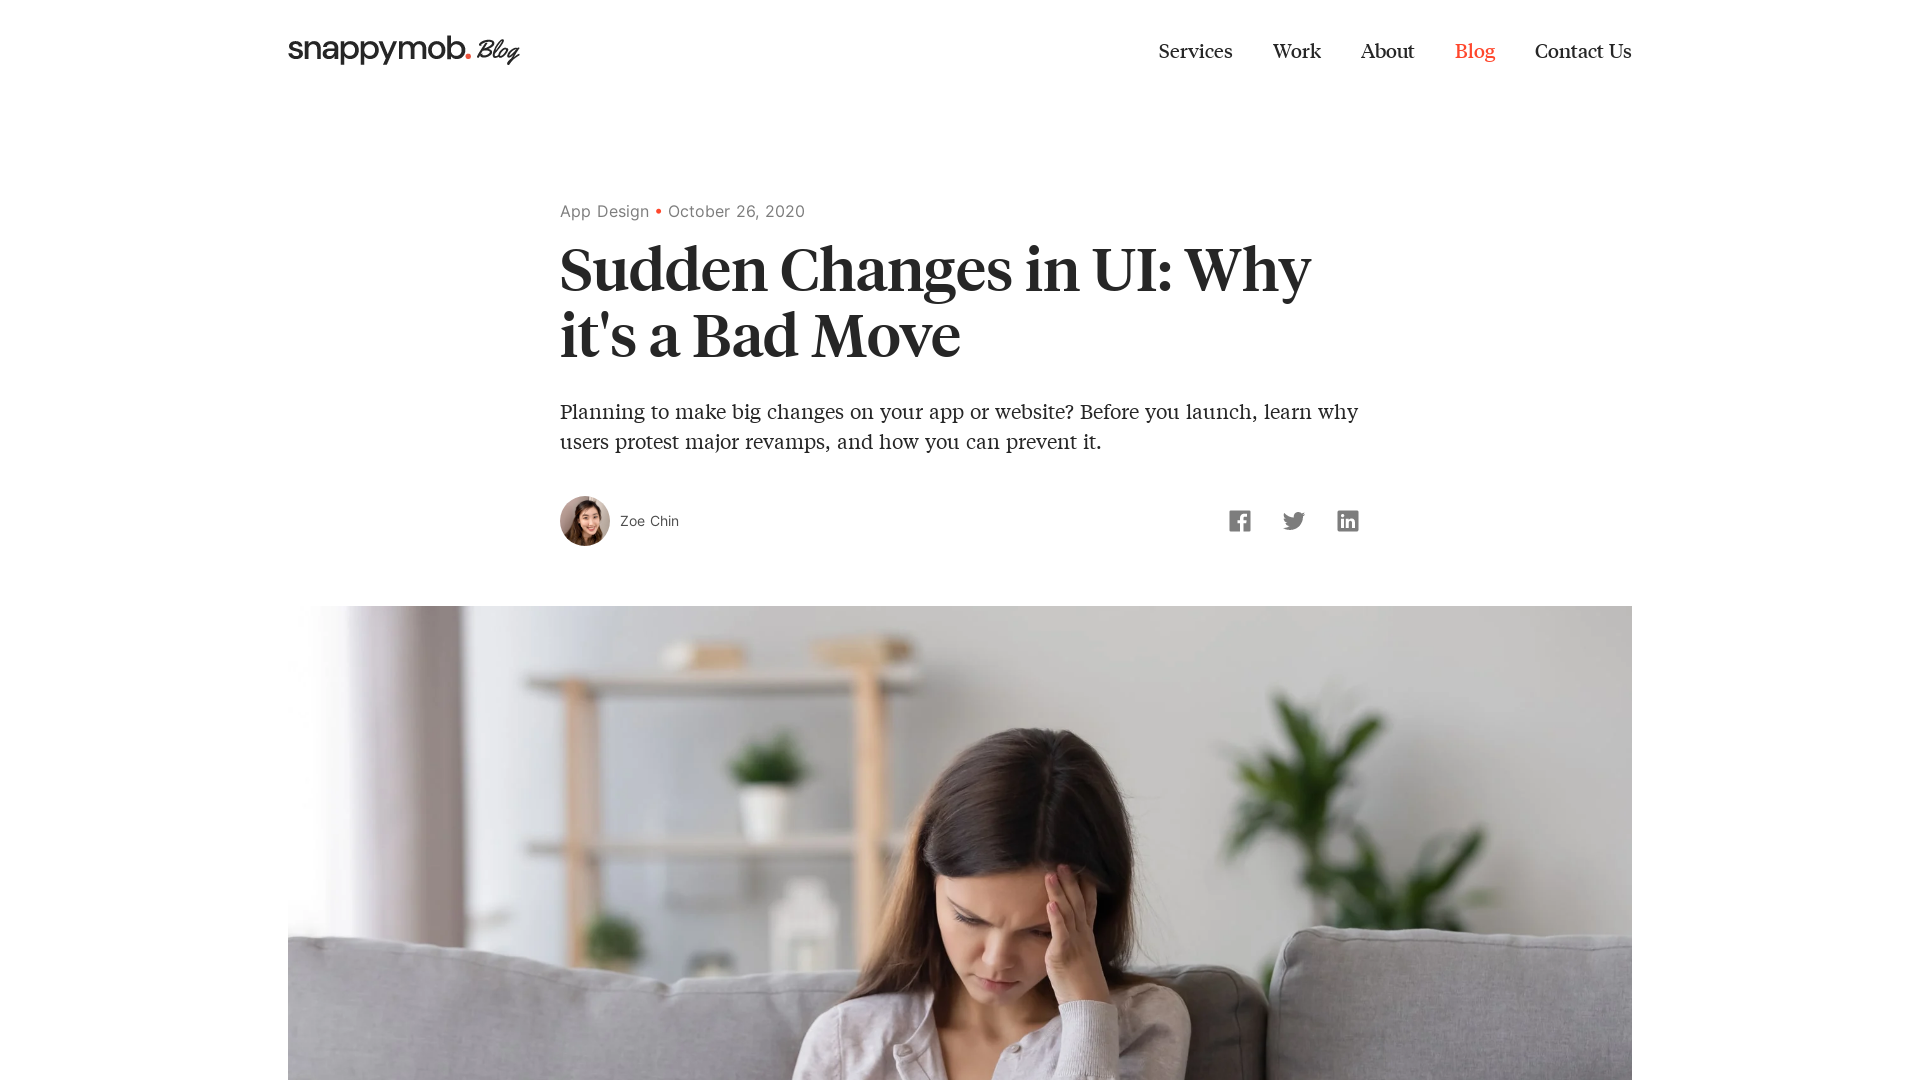 snappymob. Blog
Services
Work
About
Blog
Contact Us
App Design • October 26, 2020
Sudden Changes in UI: Why
it's a Bad Move
Planning to make big changes on your app or website? Before you launch, learn why
users protest major revamps, and how you can prevent it.
Zoe Chin